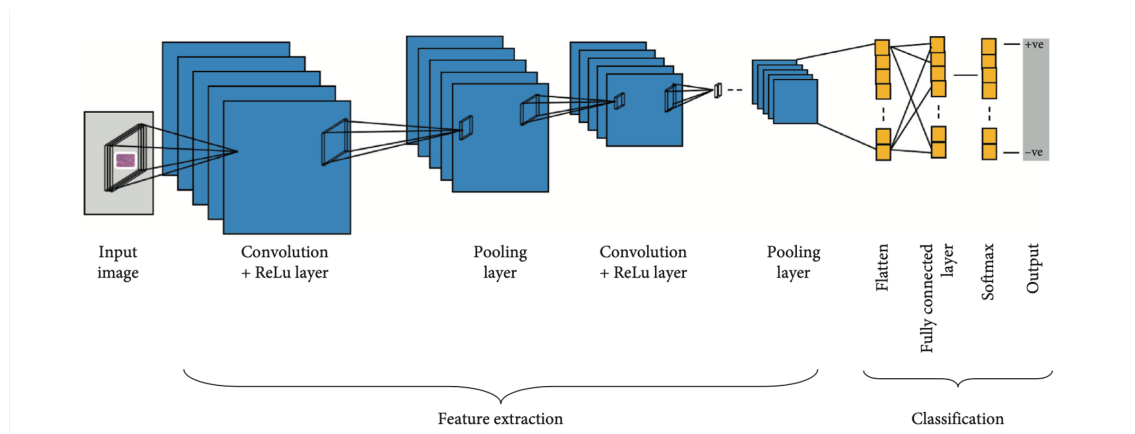 +ve
−ve
Input
image
Convolution
+ ReLu layer
Pooling
layer
Convolution
+ ReLu layer
Pooling
layer
Flatten
Fully connected
layer
Softmax
Output
Feature extraction
Classification